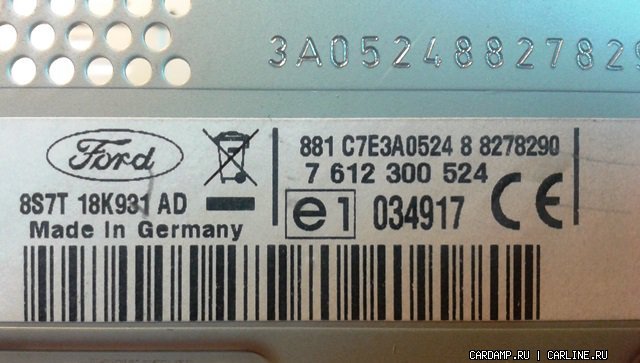 3A0524882782
Ford
8S7T 18K931 AD
Made In Germany
881 C7E3A0524 8 8278290
7 612 300 524
e1 034917 CE
CARDAMP.RU | CARLINE.RU